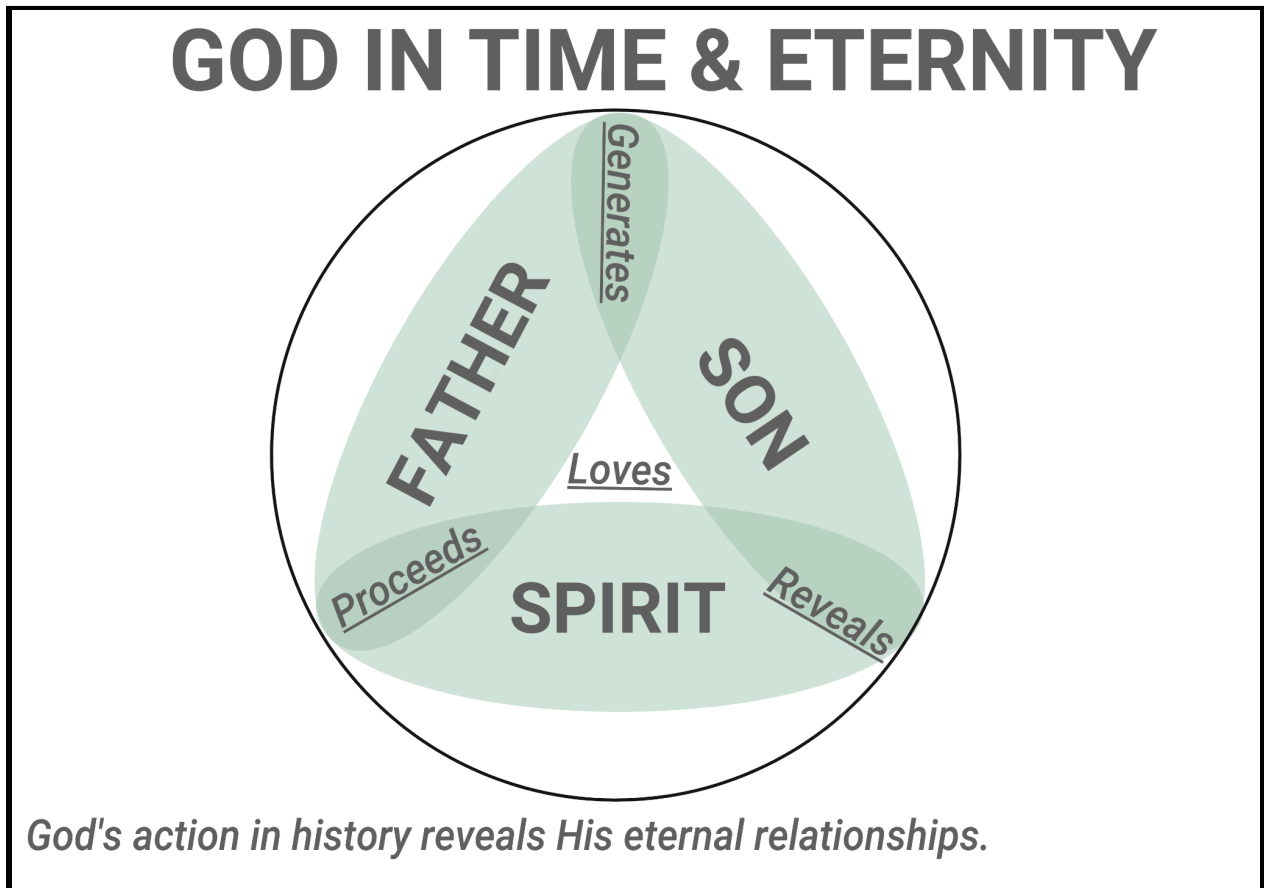 GOD IN TIME & ETERNITY
Generates
FATHER
SON
Loves
Proceeds
SPIRIT
Reveals
God's action in history reveals His eternal relationships.